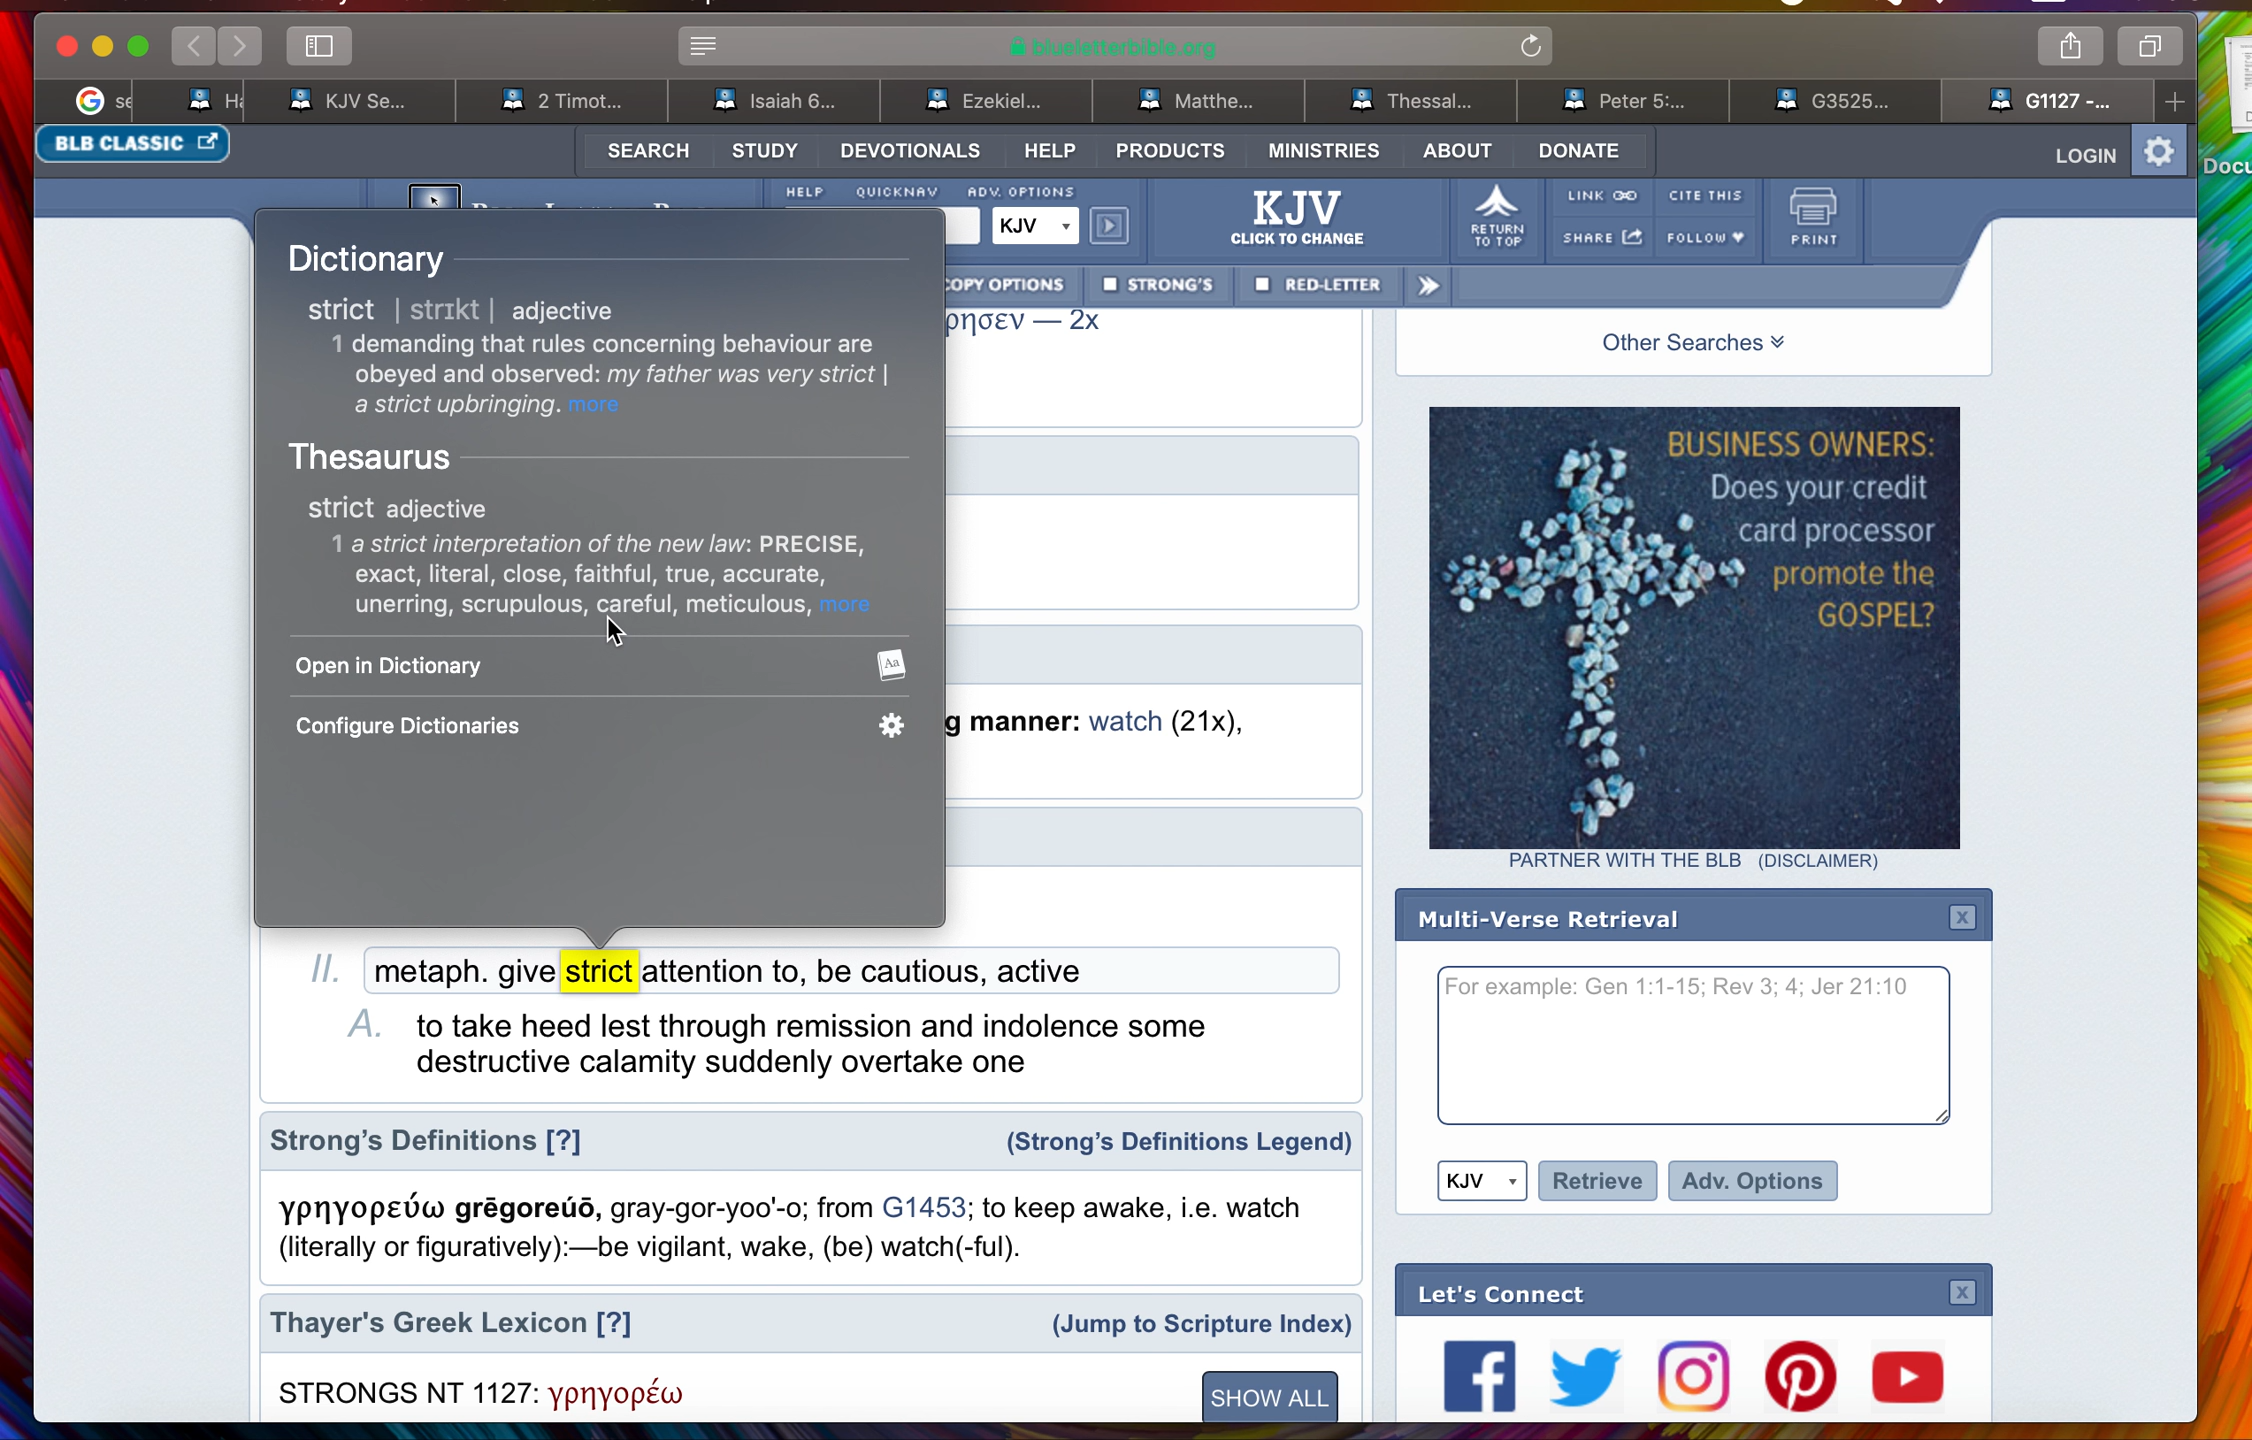 blueletterbible.org
se
Ha
KJV Se...
2 Timot...
Isaiah 6...
Ezekiel...
Matthe...
Thessal...
Peter 5:...
G3525...
G1127 -...
BLB CLASSIC
SEARCH STUDY DEVOTIONALS HELP PRODUCTS MINISTRIES ABOUT DONATE
LOGIN
Docu
HELP QUICKNAV ADV. OPTIONS
KJV
KJV
CLICK TO CHANGE
RETURN
TO TOP
LINK
CITE THIS
SHARE
FOLLOW
PRINT
COPY OPTIONS
STRONG'S
RED-LETTER
Dictionary
strict | strɪkt | adjective
1 demanding that rules concerning behaviour are
obeyed and observed: my father was very strict |
a strict upbringing. more
Thesaurus
strict adjective
1 a strict interpretation of the new law: PRECISE,
exact, literal, close, faithful, true, accurate,
unerring, scrupulous, careful, meticulous, more
Open in Dictionary
Aa
Configure Dictionaries
ρησεν — 2x
g manner: watch (21x),
II. metaph. give strict attention to, be cautious, active
A. to take heed lest through remission and indolence some
destructive calamity suddenly overtake one
Strong's Definitions [?]
(Strong's Definitions Legend)
γρηγορεύω grēgoreúō, gray-gor-yoo'-o; from G1453; to keep awake, i.e. watch
(literally or figuratively):—be vigilant, wake, (be) watch(-ful).
Thayer's Greek Lexicon [?]
(Jump to Scripture Index)
STRONGS NT 1127: γρηγορέω
SHOW ALL
Other Searches
BUSINESS OWNERS:
Does your credit
card processor
promote the
GOSPEL?
PARTNER WITH THE BLB (DISCLAIMER)
Multi-Verse Retrieval
X
For example: Gen 1:1-15; Rev 3; 4; Jer 21:10
KJV
Retrieve
Adv. Options
Let's Connect
X